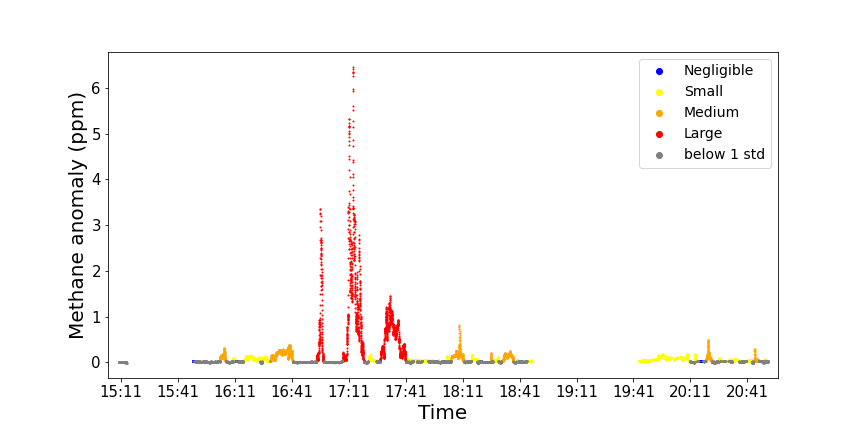 Negligible
Small
Medium
Large
below 1 std
Methane anomaly (ppm)
6
5
4
3
2
1
0
15:11 15:41 16:11 16:41 17:11 17:41 18:11 18:41 19:11 19:41 20:11 20:41
Time